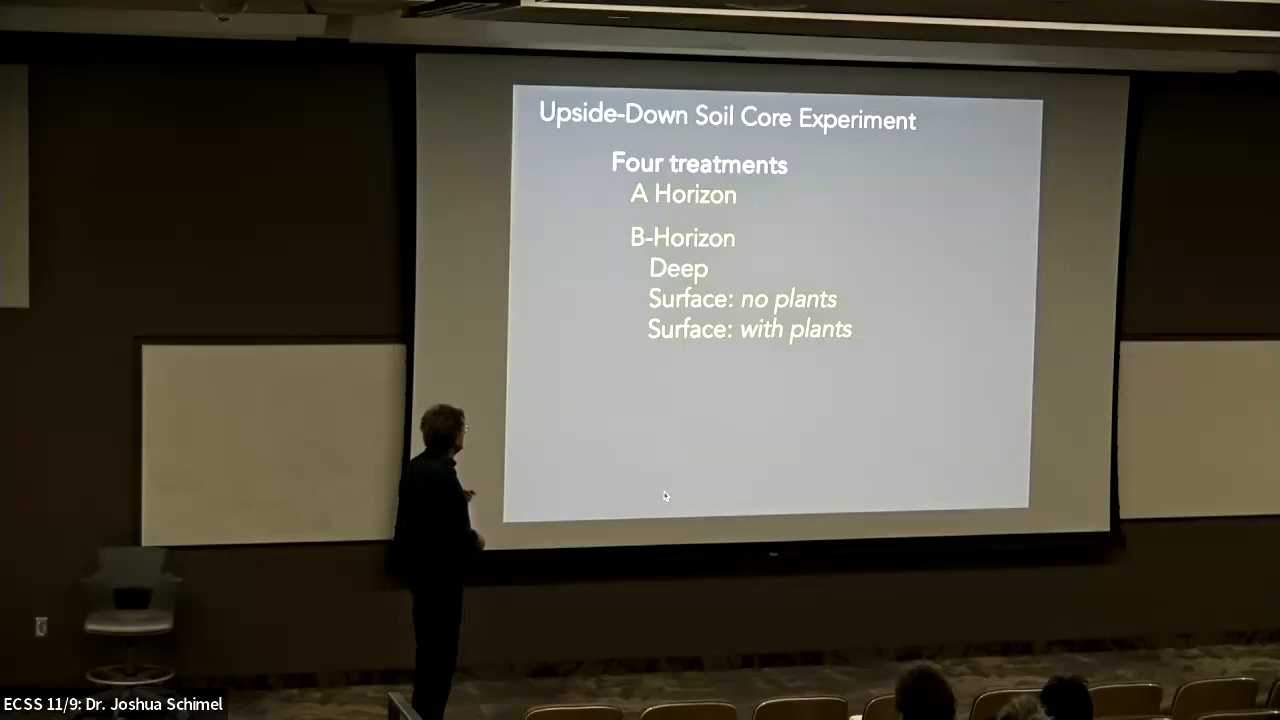 Upside-Down Soil Core Experiment
Four treatments
A Horizon
B-Horizon
Deep
Surface: no plants
Surface: with plants
ECSS 11/9: Dr. Joshua Schimel